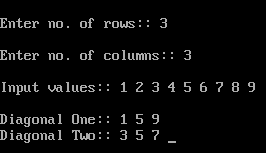 Enter no. of rows:: 3
Enter no. of columns:: 3
Input values:: 1 2 3 4 5 6 7 8 9
Diagonal One:: 1 5 9
Diagonal Two:: 3 5 7 _